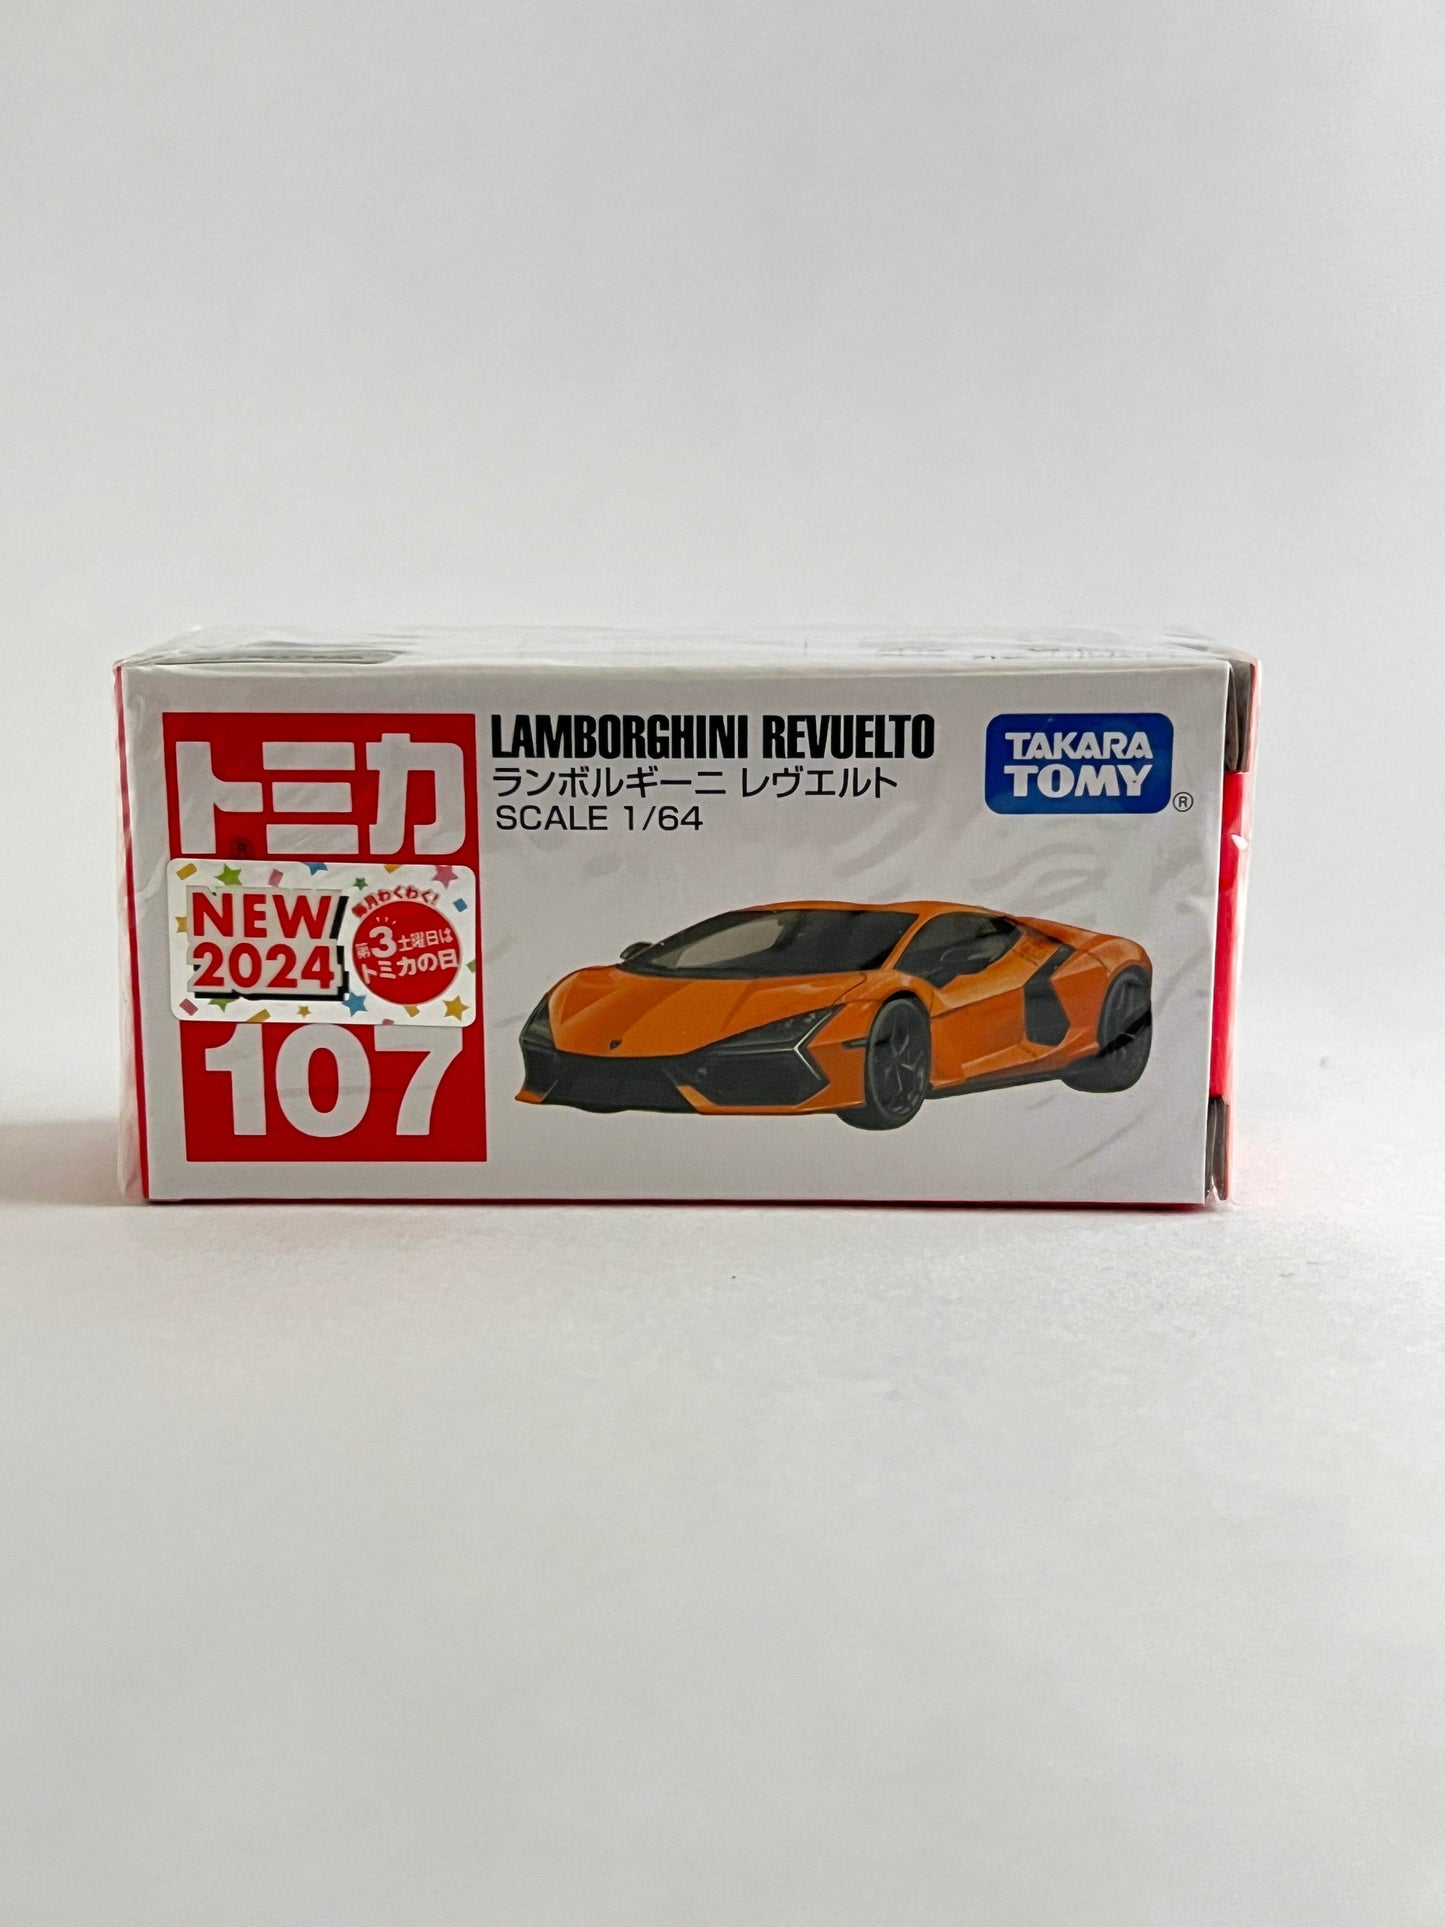 トミカ
®
LAMBORGHINI REVUELTO
ランボルギーニ レヴエルト
SCALE 1/64
TAKARA
TOMY
®
NEW
2024
毎月わくわく!
第3土曜日は
トミカの日
107